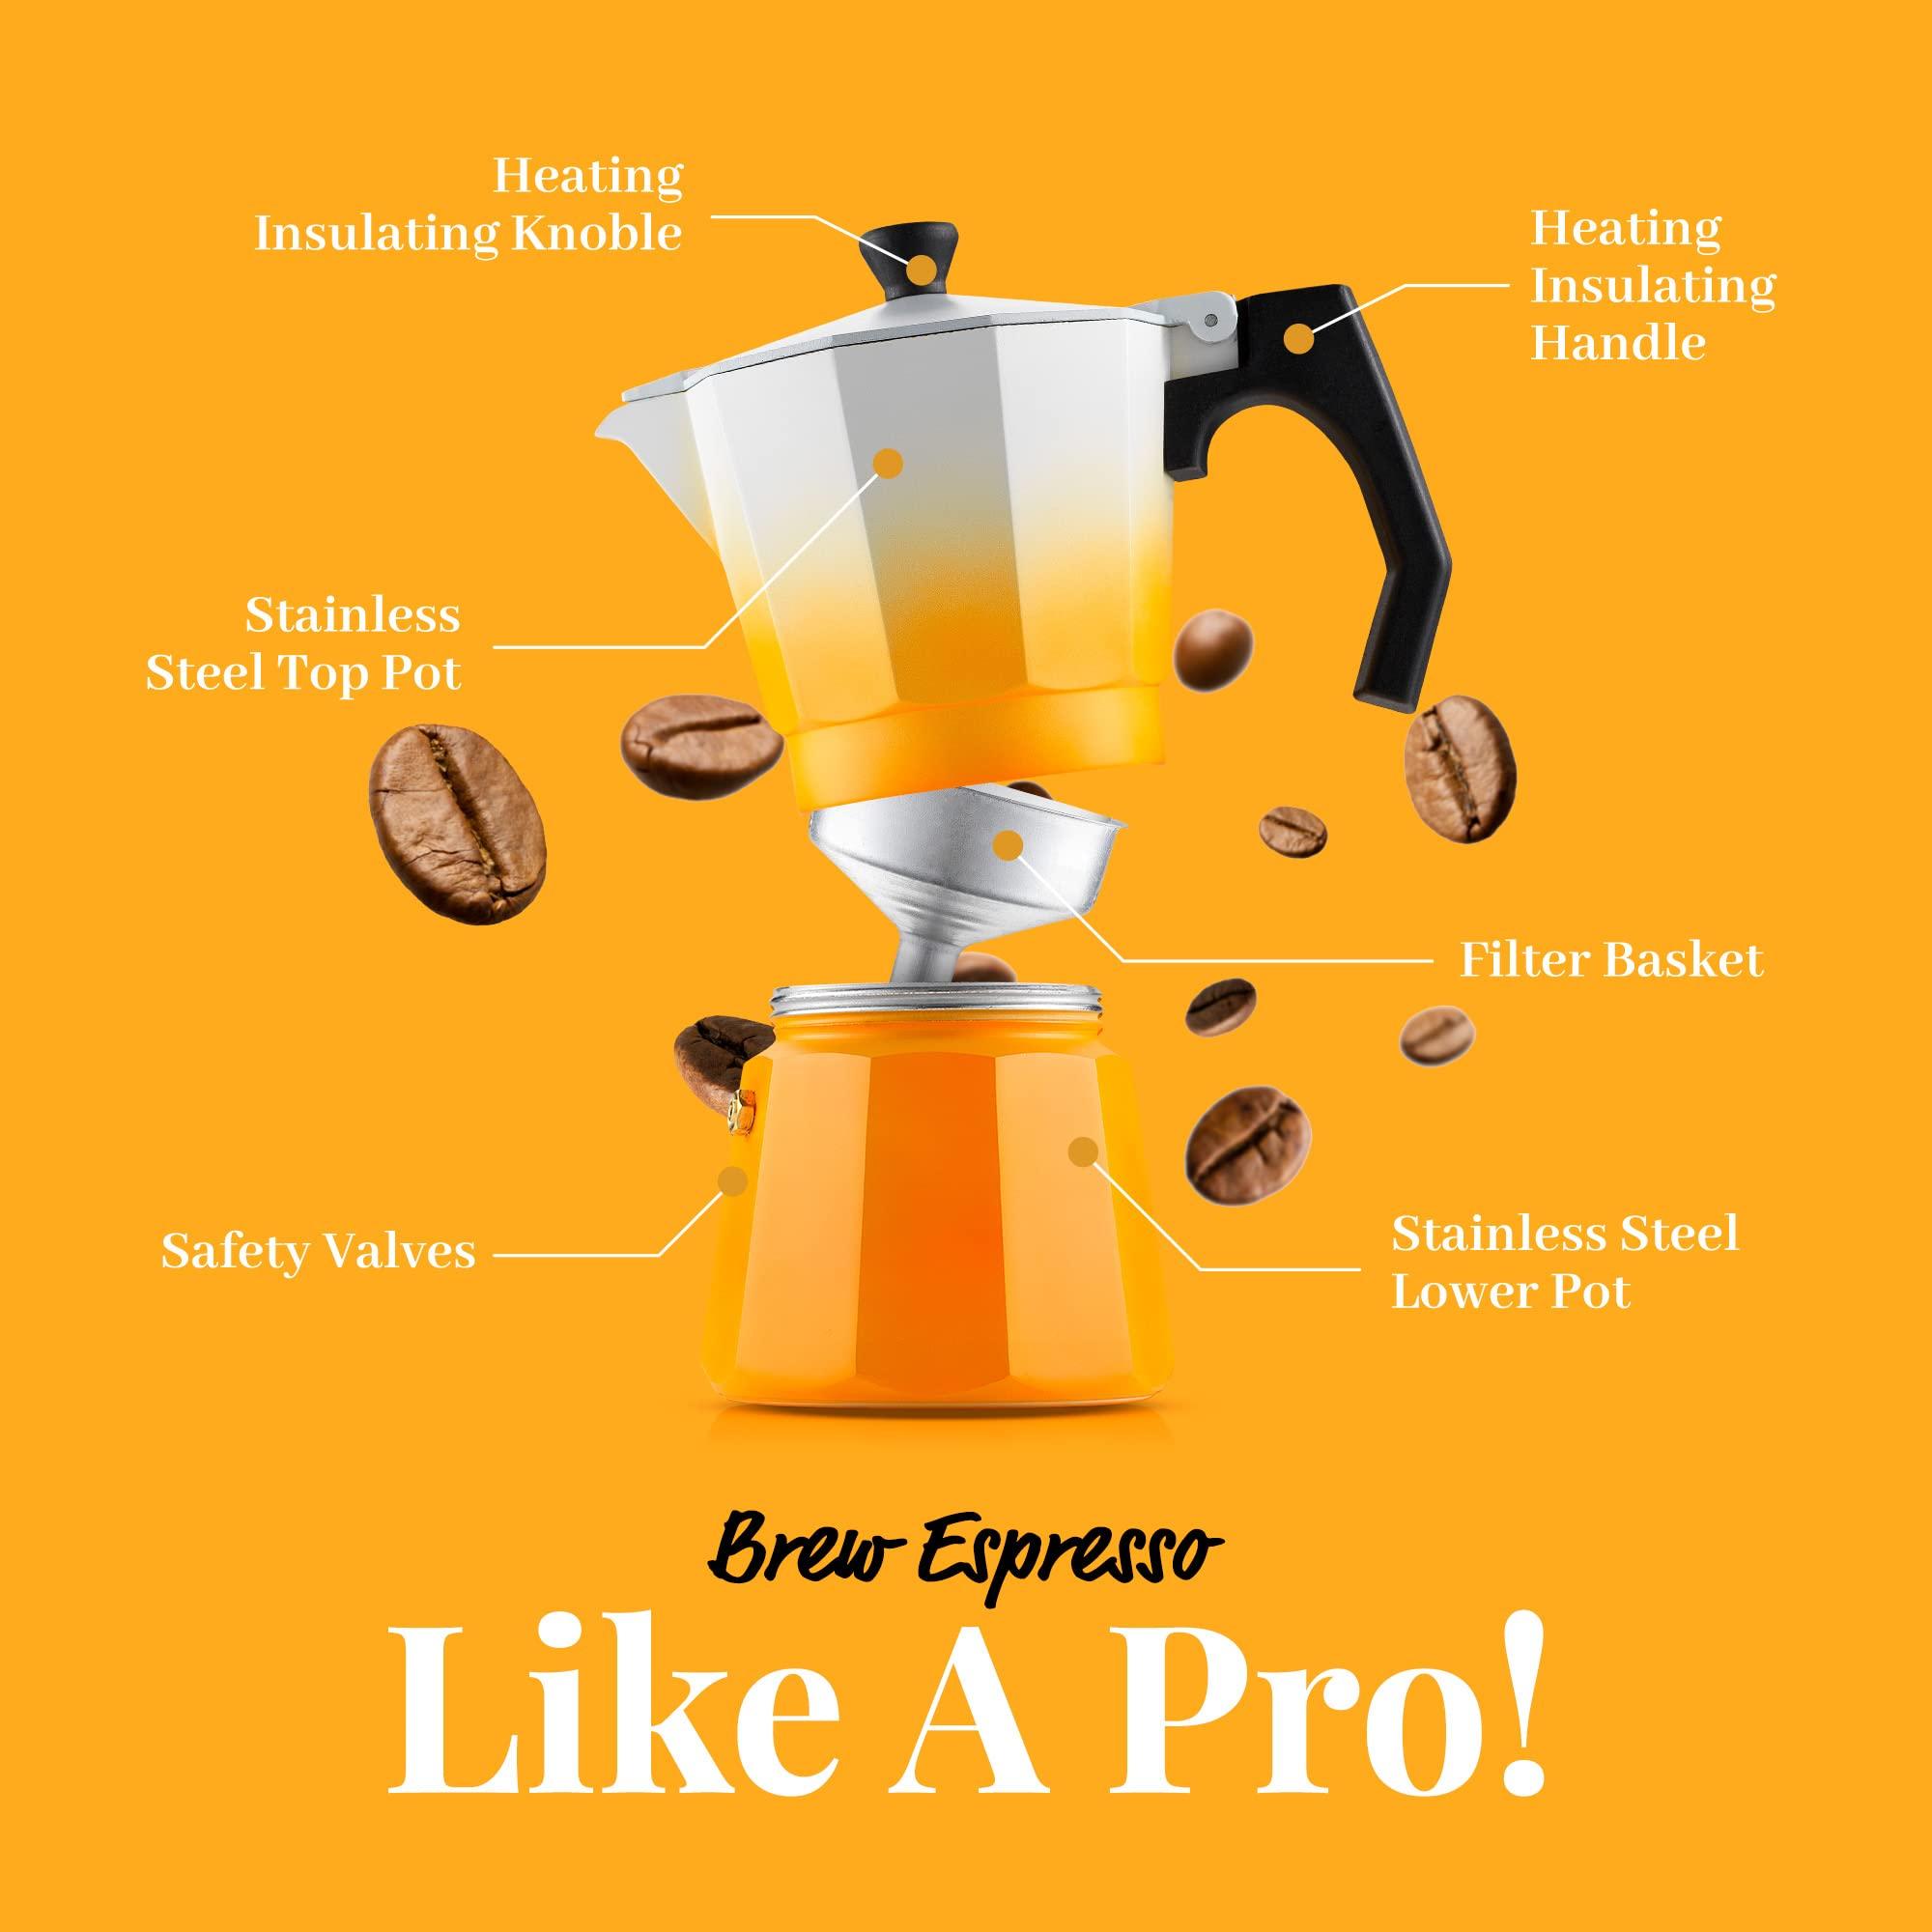 Heating
Insulating Knoble
Heating
Insulating
Handle
Stainless
Steel Top Pot
Filter Basket
Safety Valves
Stainless Steel
Lower Pot
Brew Espresso
Like A Pro!